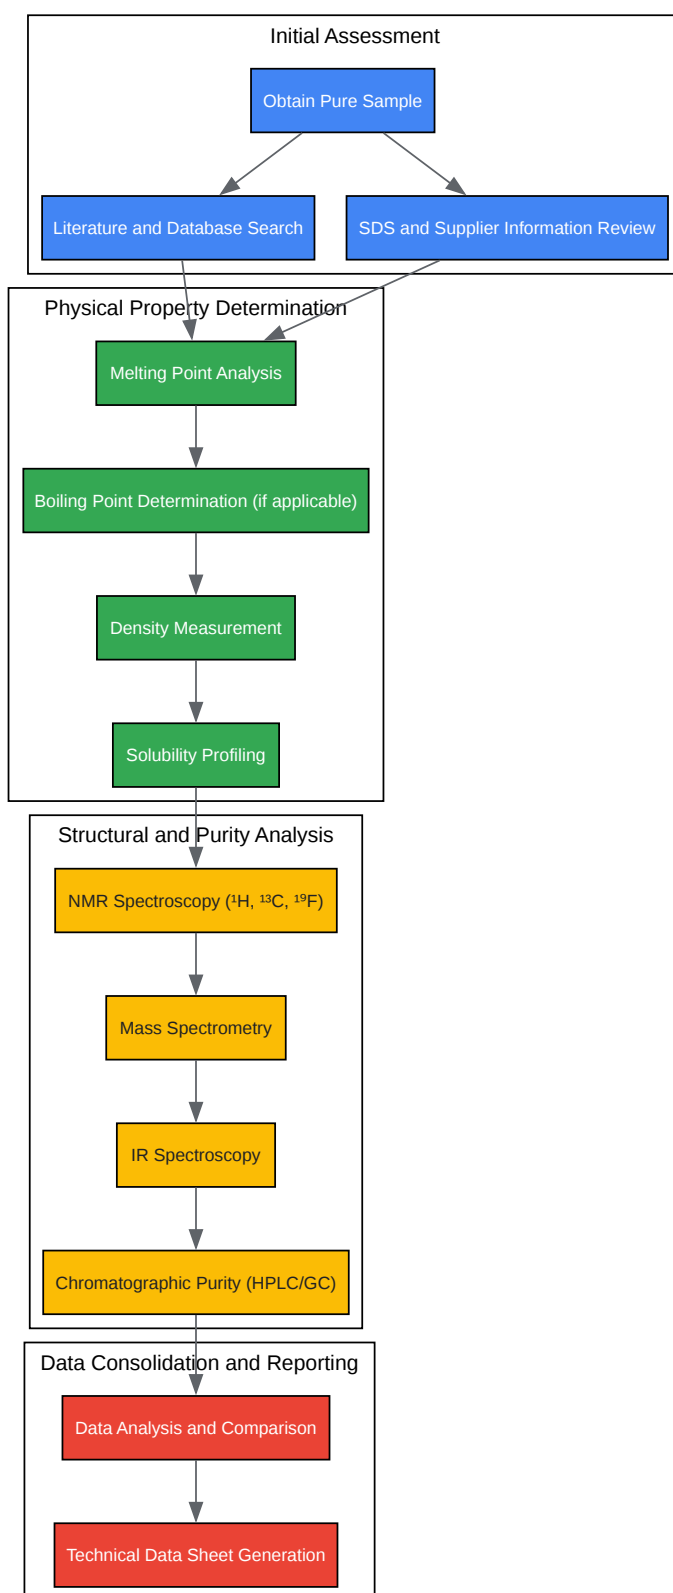 Initial Assessment
Obtain Pure Sample
Literature and Database Search
SDS and Supplier Information Review
Physical Property Determination
Melting Point Analysis
Boiling Point Determination (if applicable)
Density Measurement
Solubility Profiling
Structural and Purity Analysis
NMR Spectroscopy (¹H, ¹³C, ¹⁹F)
Mass Spectrometry
IR Spectroscopy
Chromatographic Purity (HPLC/GC)
Data Consolidation and Reporting
Data Analysis and Comparison
Technical Data Sheet Generation